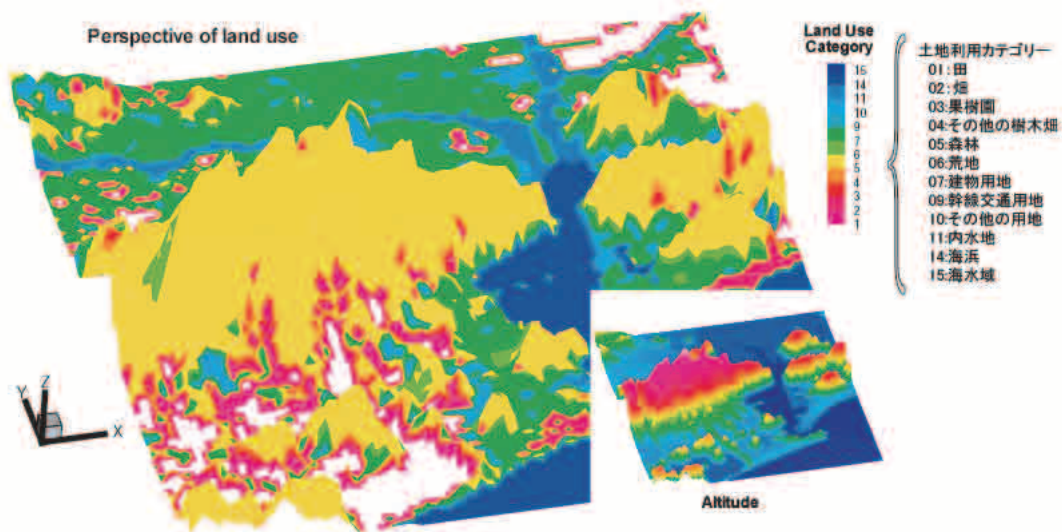 Perspective of land use
Land Use
Category
15
14
11
10
9
7
6
5
4
3
2
1
土地利用カテゴリー
01:田
02:畑
03:果樹園
04:その他の樹木畑
05:森林
06:荒地
07:建物用地
09:幹線交通用地
10:その他の用地
11:内水地
14:海浜
15:海水域
Y
Z
X
Altitude